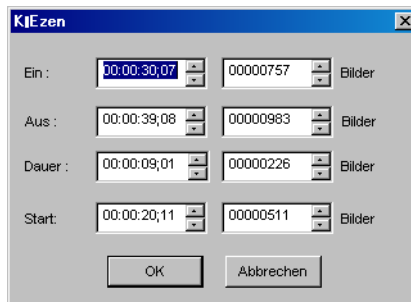 KIEzen
Ein : 00:00:30;07 00000757 Bilder
Aus : 00:00:39;08 00000983 Bilder
Dauer : 00:00:09;01 00000226 Bilder
Start: 00:00:20;11 00000511 Bilder
OK Abbrechen